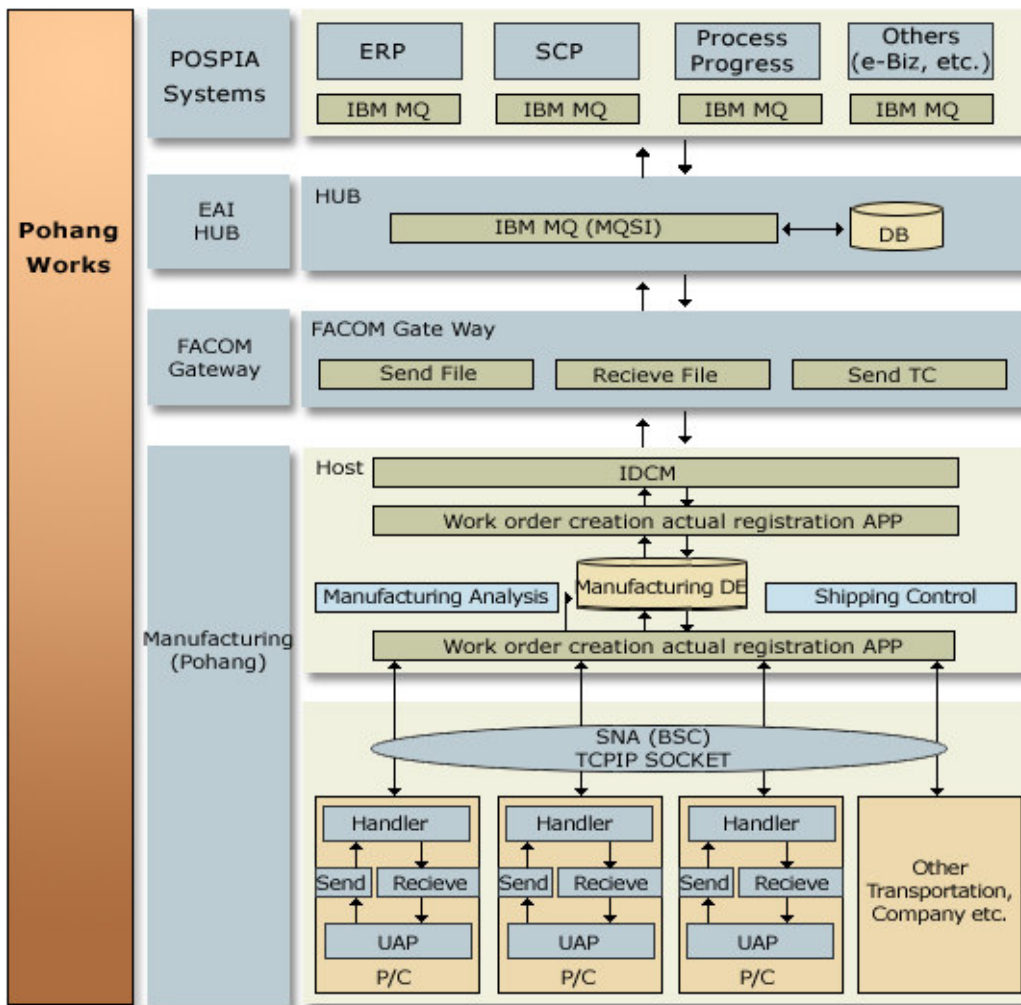 Pohang
Works
POSPIA
Systems
ERP
SCP
Process
Progress
Others
(e-Biz, etc.)
IBM MQ
IBM MQ
IBM MQ
IBM MQ
EAI
HUB
HUB
IBM MQ (MQSI)
DB
FACOM
Gateway
FACOM Gate Way
Send File
Recieve File
Send TC
Manufacturing
(Pohang)
Host
IDCM
Work order creation actual registration APP
Manufacturing DE
Manufacturing Analysis
Shipping Control
Work order creation actual registration APP
SNA (BSC)
TCPIP SOCKET
Handler
Send
Recieve
UAP
P/C
Handler
Send
Recieve
UAP
P/C
Handler
Send
Recieve
UAP
P/C
Other
Transportation,
Company etc.